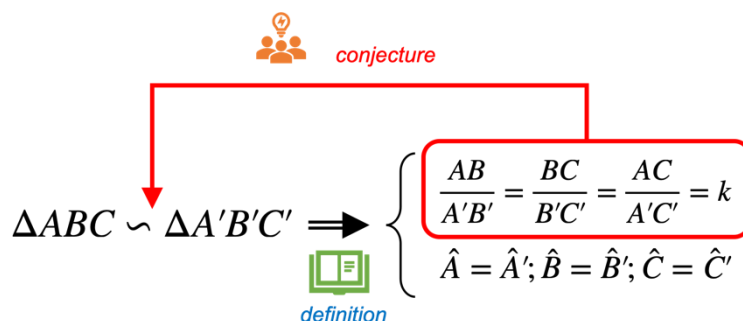 conjecture
AB/A'B' = BC/B'C' = AC/A'C' = k
ΔABC ∽ ΔA'B'C' ⟹
Â = Â'; B̂ = B̂'; Ĉ = Ĉ'
definition